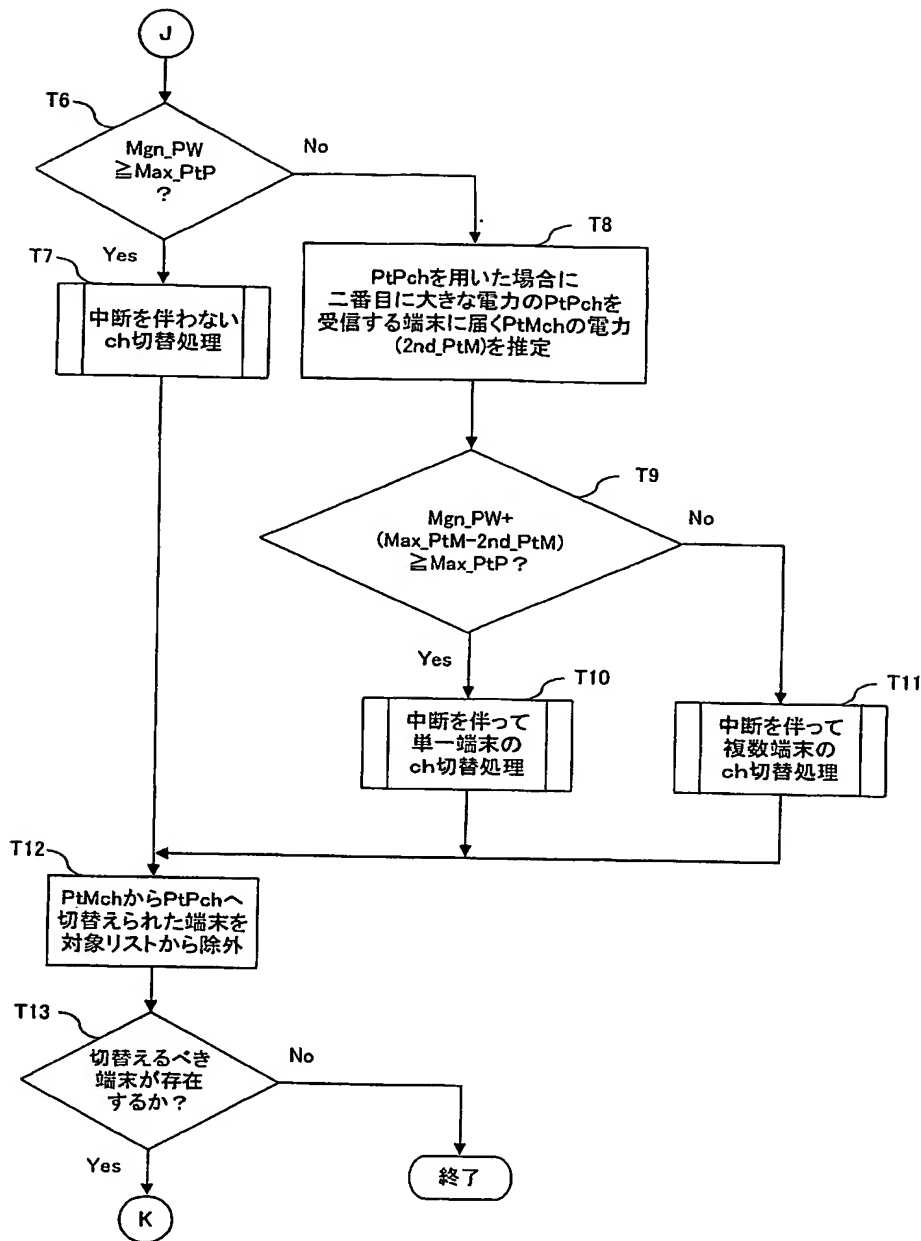 J
T6
Mgn_PW
≧Max_PtP
?
No
Yes
T7
中断を伴わない
ch切替処理
T8
PtPchを用いた場合に
二番目に大きな電力のPtPchを
受信する端末に届くPtMchの電力
(2nd_PtM)を推定
T9
Mgn_PW+
(Max_PtM-2nd_PtM)
≧Max_PtP?
No
Yes
T10
中断を伴って
単一端末の
ch切替処理
T11
中断を伴って
複数端末の
ch切替処理
T12
PtMchからPtPchへ
切替えられた端末を
対象リストから除外
T13
切替えるべき
端末が存在
するか?
No
Yes
終了
K